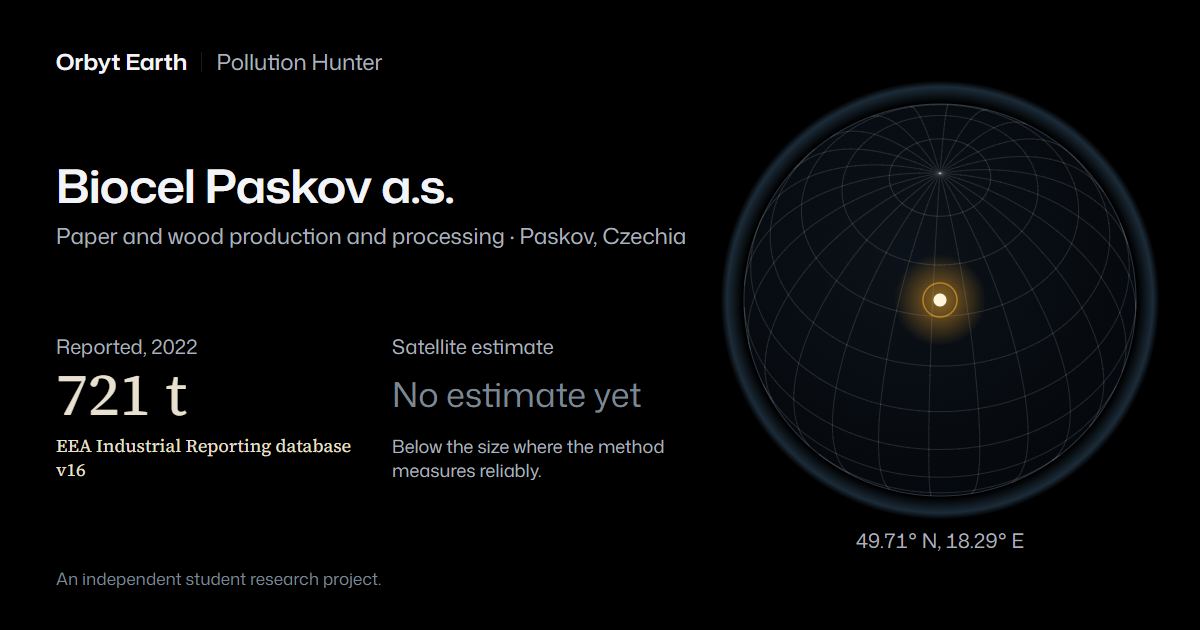 Orbyt Earth | Pollution Hunter
Biocel Paskov a.s.
Paper and wood production and processing · Paskov, Czechia
Reported, 2022
721 t
EEA Industrial Reporting database
v16
Satellite estimate
No estimate yet
Below the size where the method
measures reliably.
49.71° N, 18.29° E
An independent student research project.